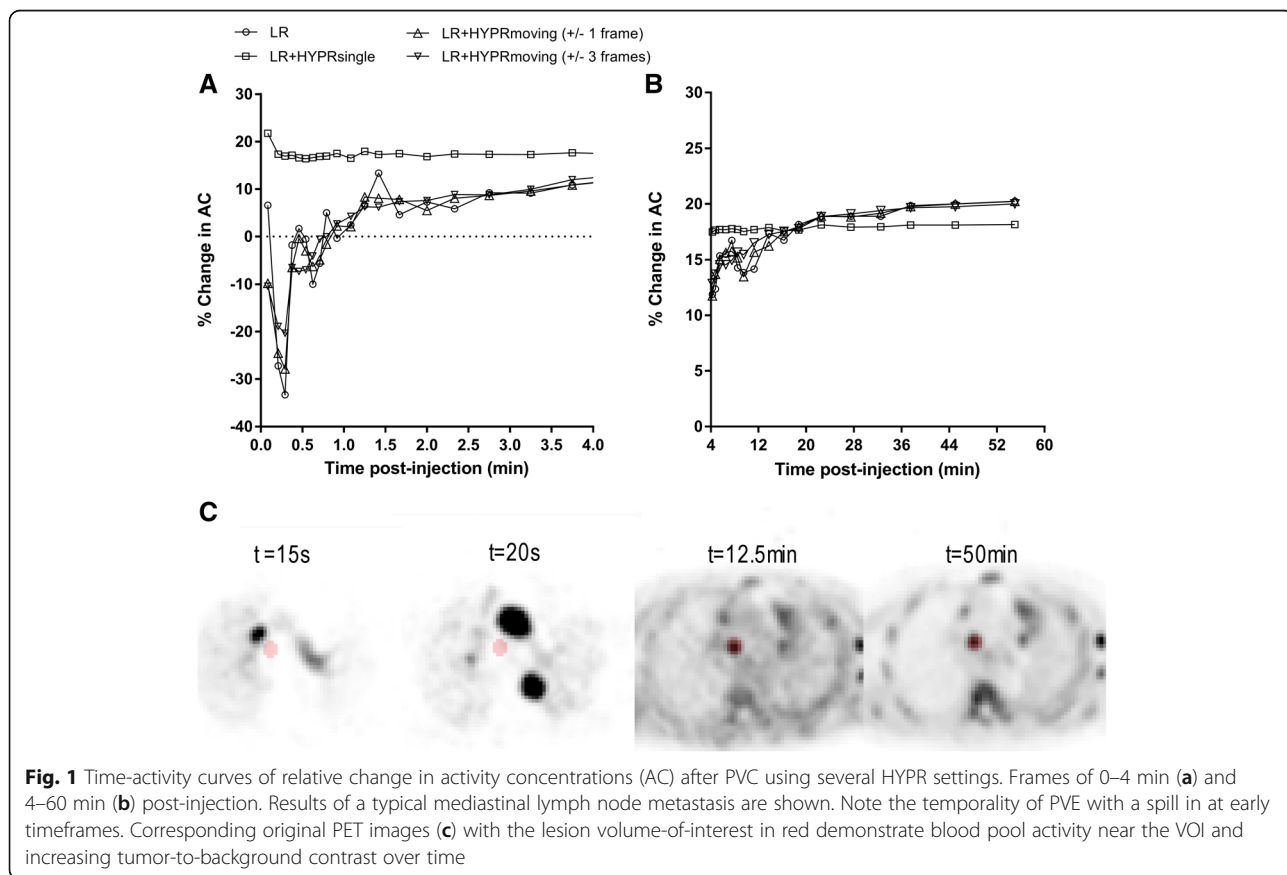 LR
LR+HYPRmoving (+/- 1 frame)
LR+HYPRsingle
LR+HYPRmoving (+/- 3 frames)
A
B
30
20
10
0
-10
-20
-30
-40
% Change in AC
0.0 0.5 1.0 1.5 2.0 2.5 3.0 3.5 4.0
Time post-injection (min)
30
25
20
15
10
5
0
% Change in AC
4 12 20 28 36 44 52 60
Time post-injection (min)
C
t =15s
t=20s
t=12.5min
t=50min
Fig. 1 Time-activity curves of relative change in activity concentrations (AC) after PVC using several HYPR settings. Frames of 0–4 min (a) and
4–60 min (b) post-injection. Results of a typical mediastinal lymph node metastasis are shown. Note the temporality of PVE with a spill in at early
timeframes. Corresponding original PET images (c) with the lesion volume-of-interest in red demonstrate blood pool activity near the VOI and
increasing tumor-to-background contrast over time